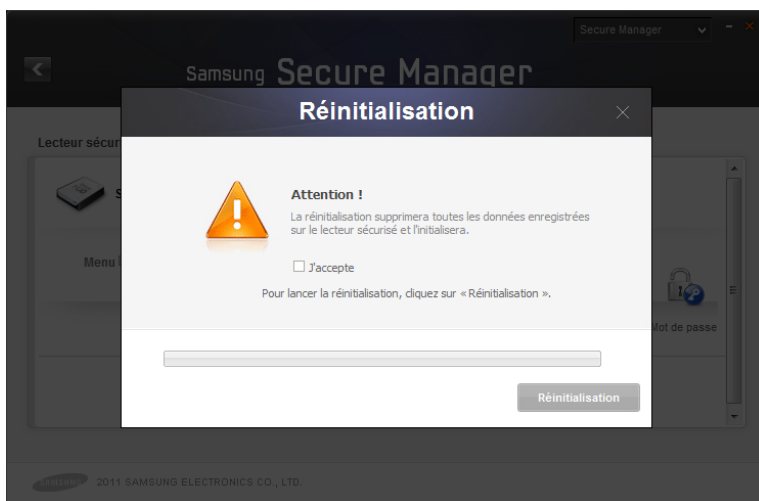 Secure Manager
Samsung Secure Manager
Réinitialisation
Lecteur sécur
S
Attention !
La réinitialisation supprimera toutes les données enregistrées
sur le lecteur sécurisé et l'initialisera.
Menu
J'accepte
Pour lancer la réinitialisation, cliquez sur « Réinitialisation ».
Mot de passe
Réinitialisation
SAMSUNG 2011 SAMSUNG ELECTRONICS CO., LTD.